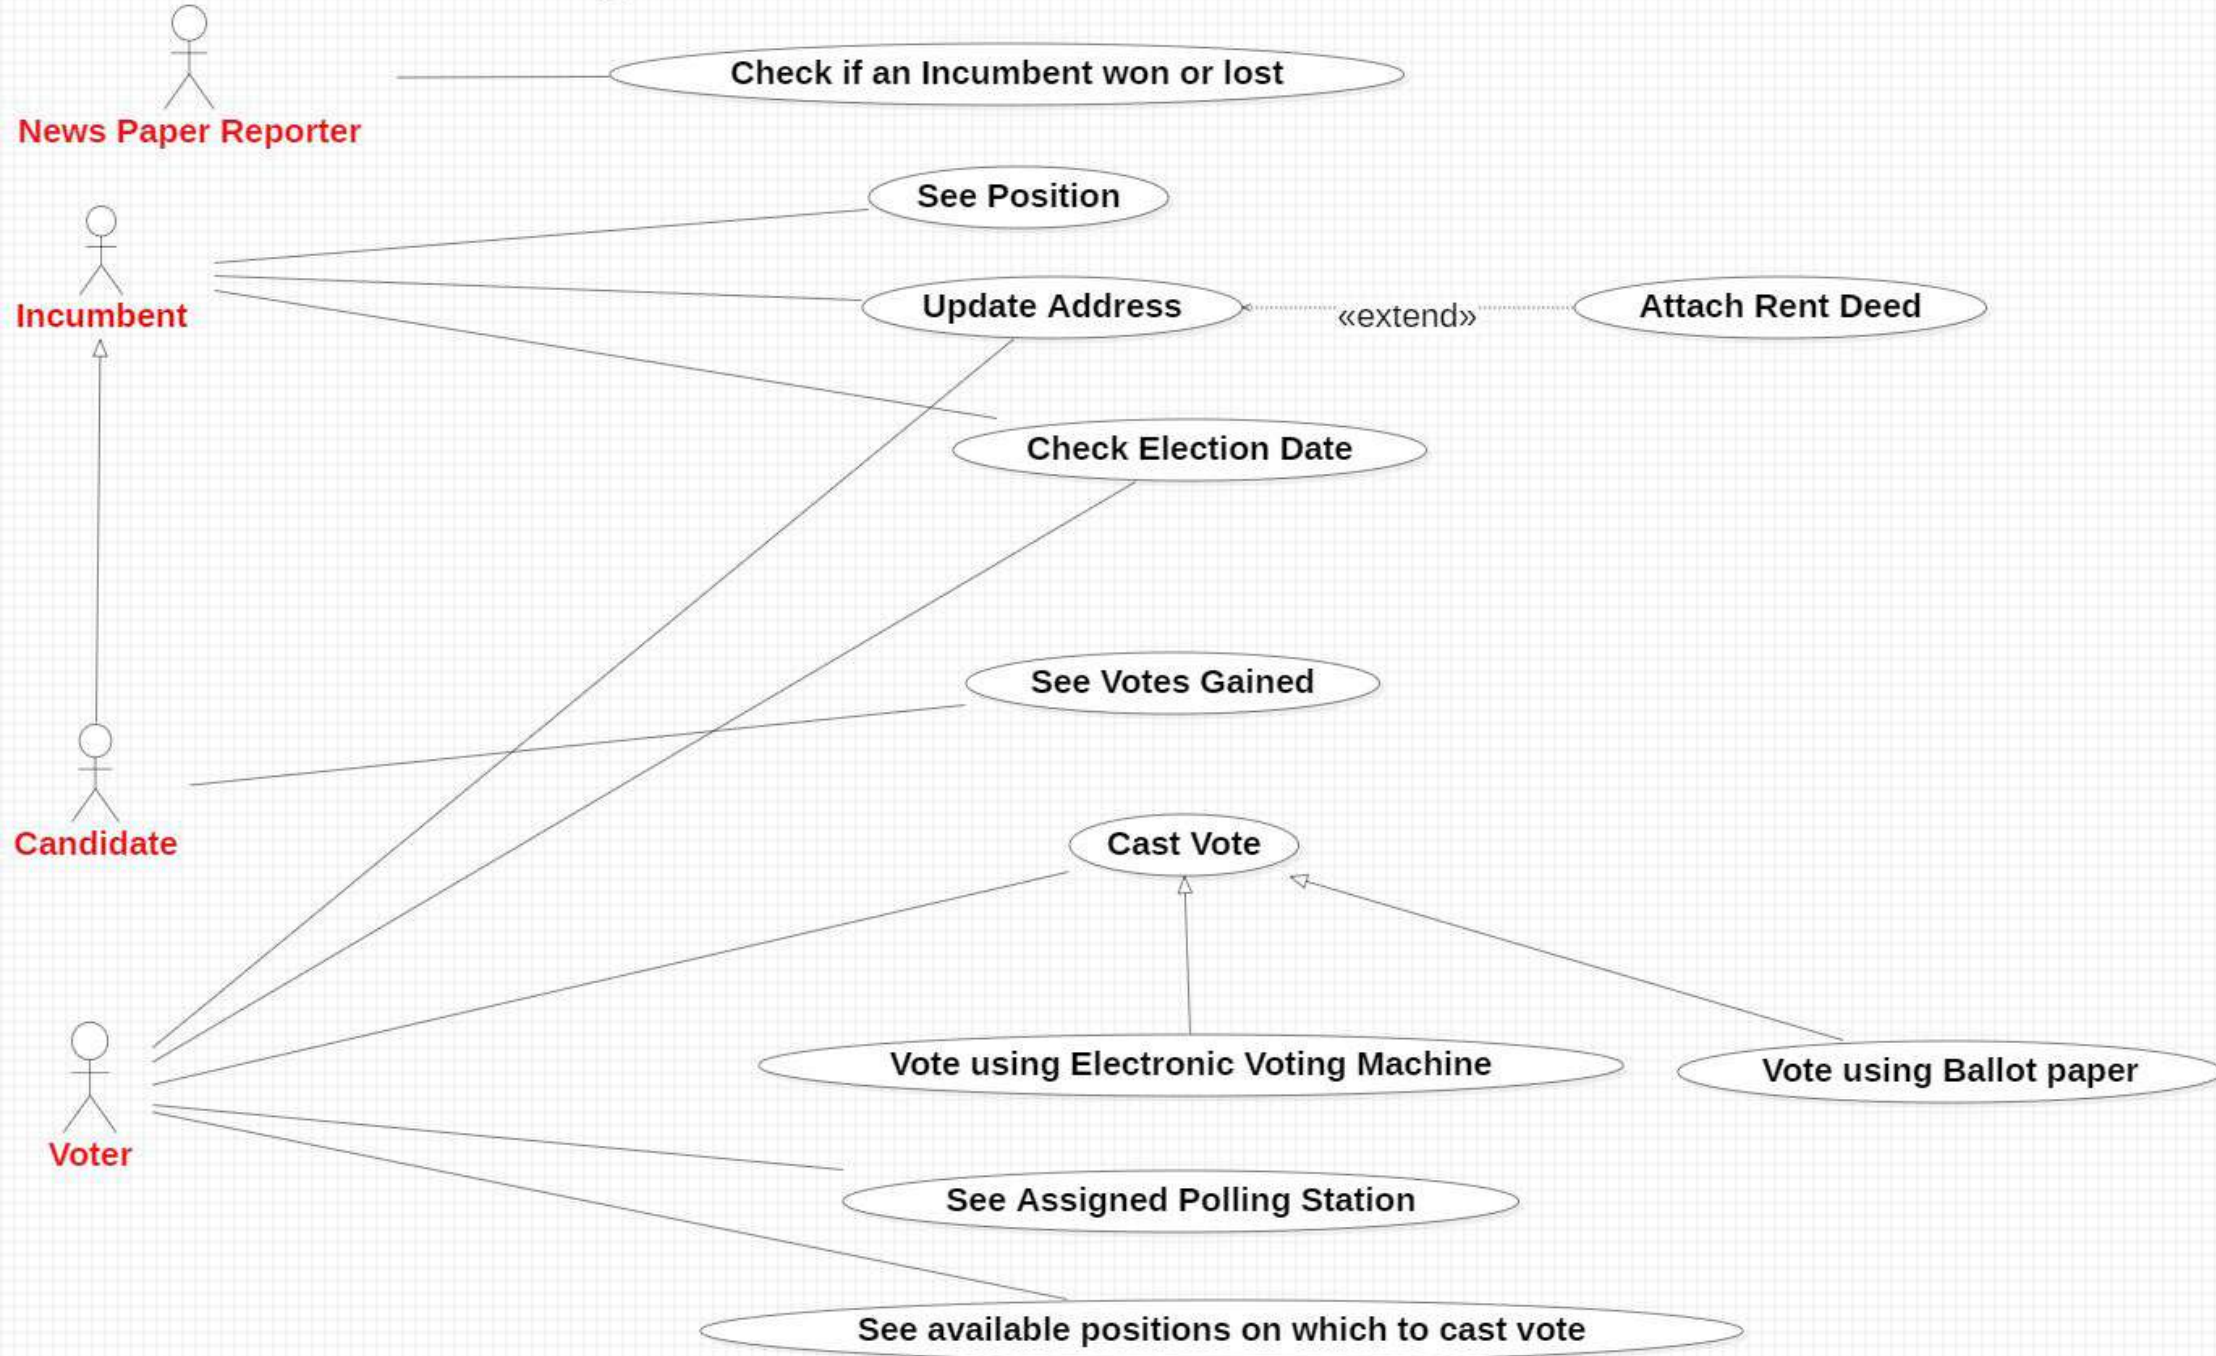 Check if an Incumbent won or lost
News Paper Reporter
See Position
Incumbent
Update Address
«extend»
Attach Rent Deed
Check Election Date
See Votes Gained
Candidate
Cast Vote
Vote using Electronic Voting Machine
Vote using Ballot paper
Voter
See Assigned Polling Station
See available positions on which to cast vote